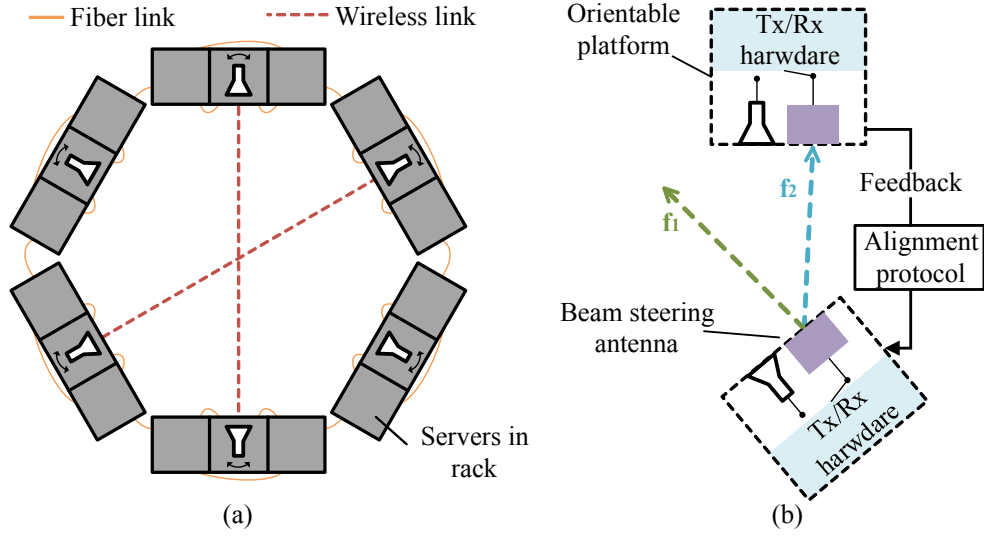 Fiber link
Wireless link
Servers in
rack
(a)
Orientable
platform
Tx/Rx
harwdare
f2
f1
Feedback
Alignment
protocol
Beam steering
antenna
Tx/Rx
harwdare
(b)